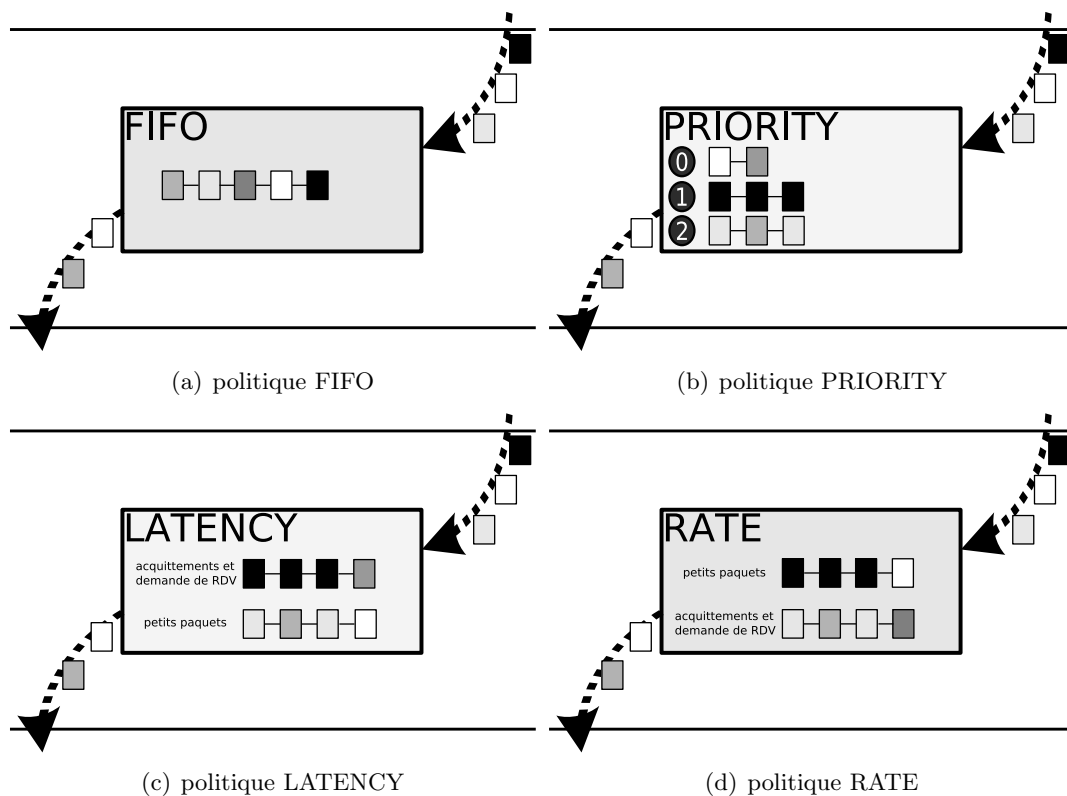 FIFO
(a) politique FIFO
PRIORITY
0
1
2
(b) politique PRIORITY
LATENCY
acquittements et
demande de RDV
petits paquets
(c) politique LATENCY
RATE
petits paquets
acquittements et
demande de RDV
(d) politique RATE